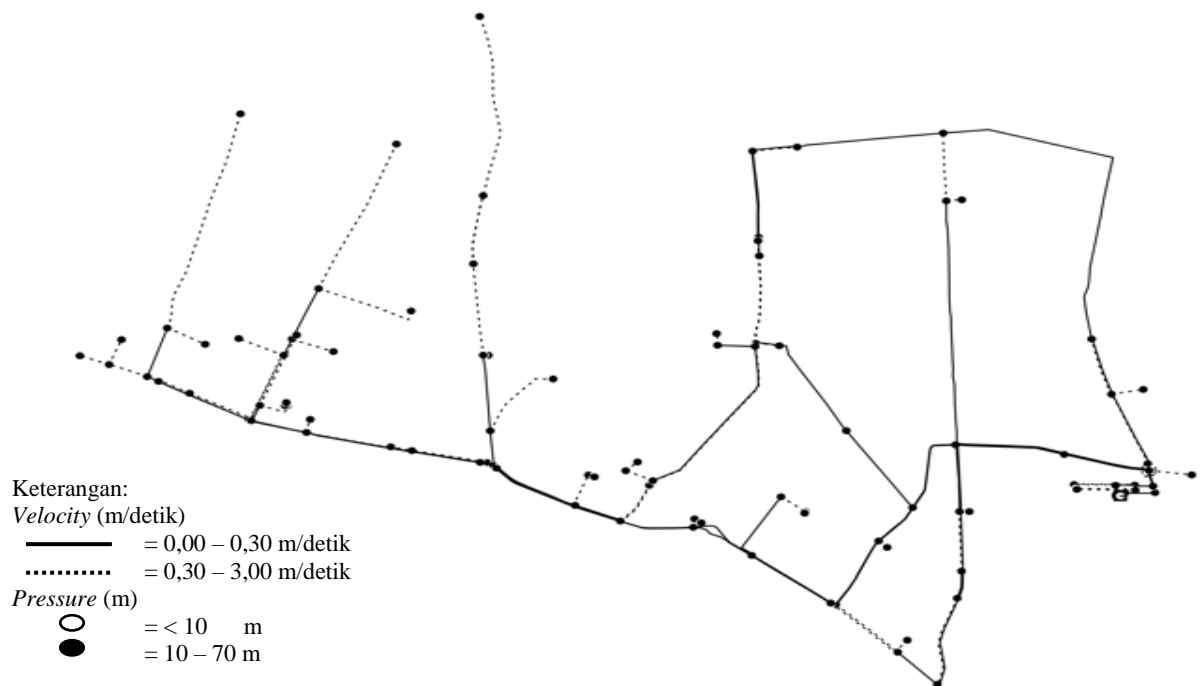 Keterangan:
Velocity (m/detik)
= 0,00 – 0,30 m/detik
= 0,30 – 3,00 m/detik
Pressure (m)
= < 10 m
= 10 – 70 m